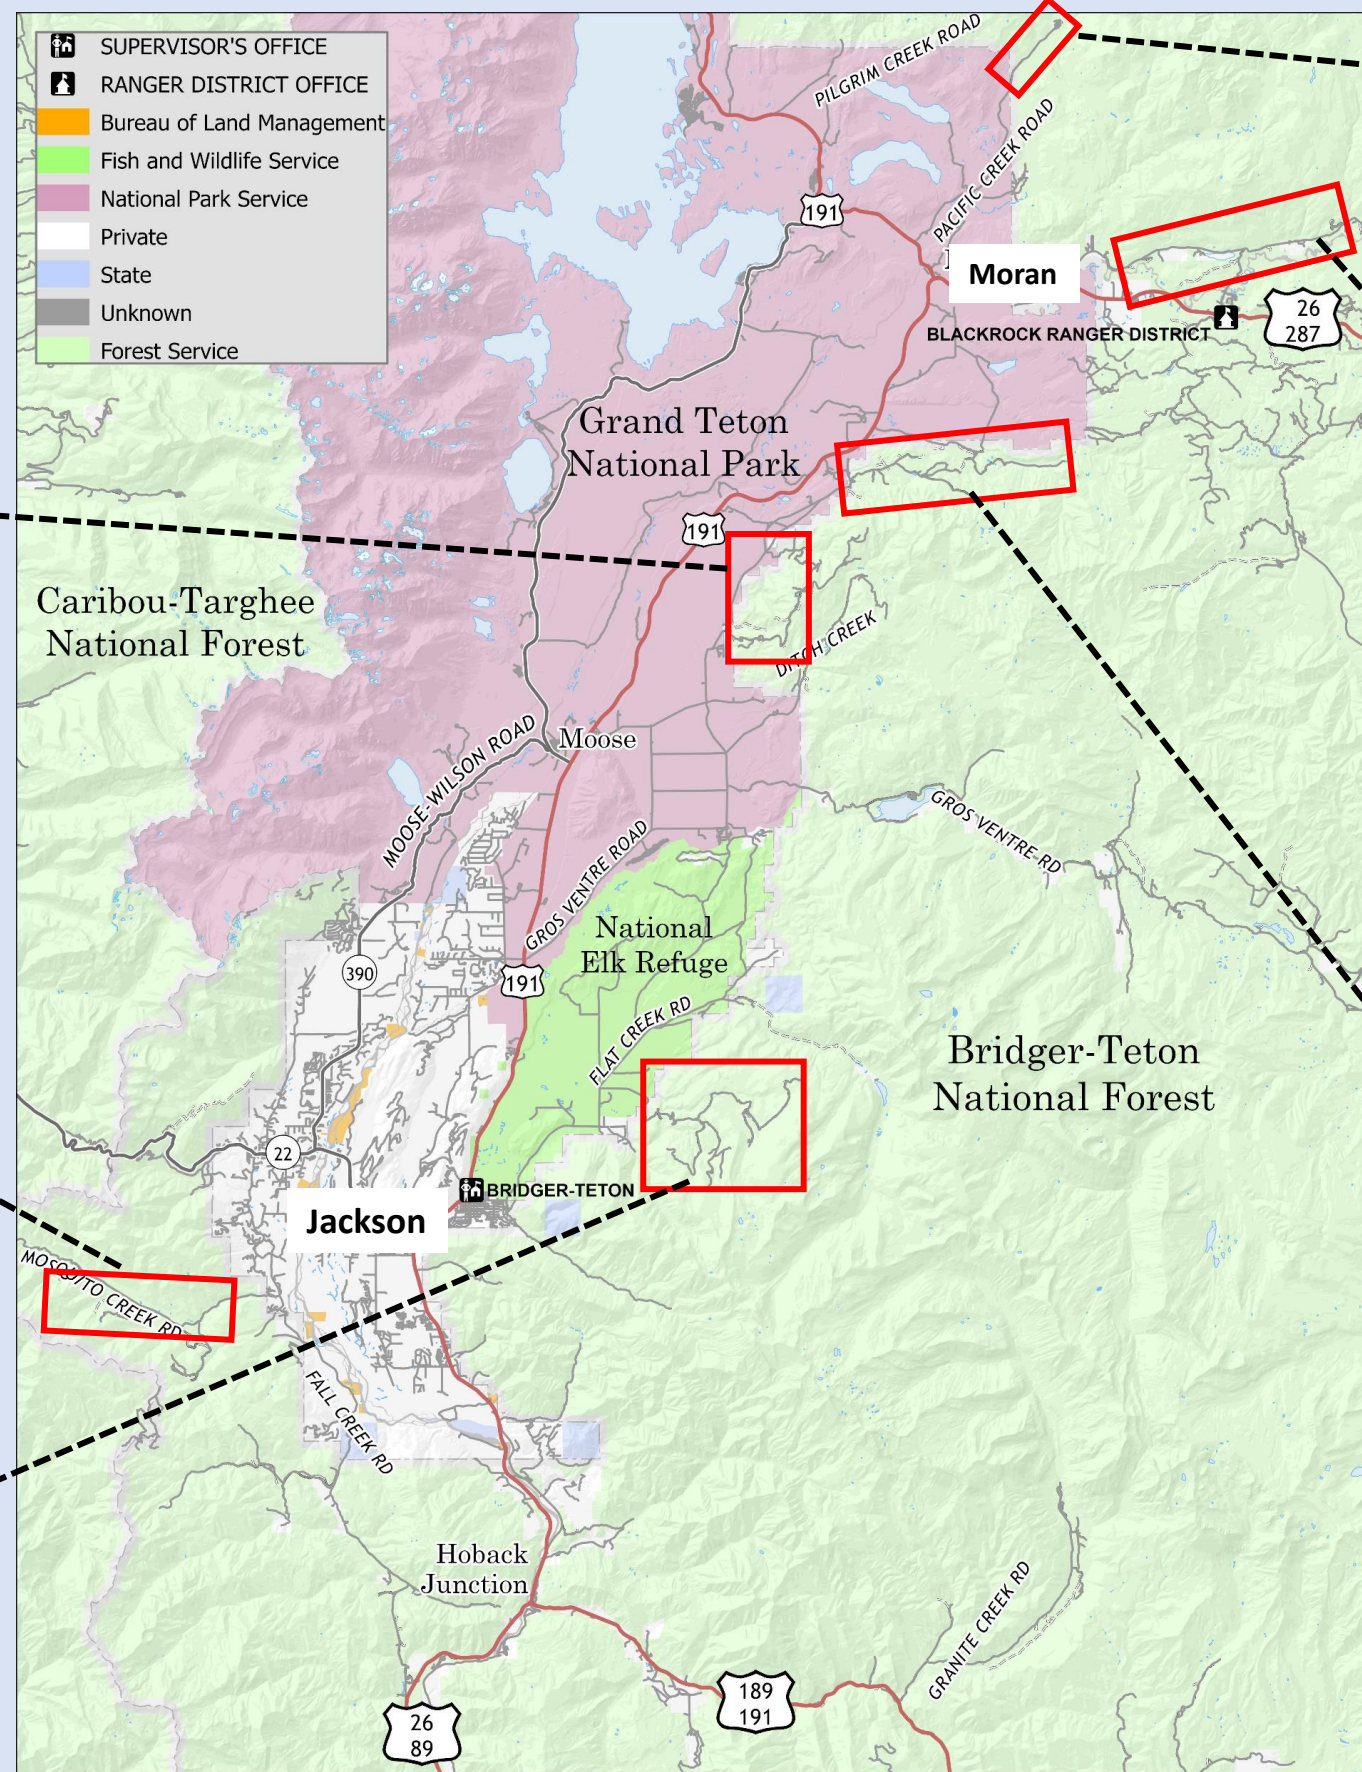 SUPERVISOR'S OFFICE
RANGER DISTRICT OFFICE
Bureau of Land Management
Fish and Wildlife Service
National Park Service
Private
State
Unknown
Forest Service
PILGRIM CREEK ROAD
PACIFIC CREEK ROAD
191
Moran
BLACKROCK RANGER DISTRICT
26
287
Grand Teton
National Park
191
Caribou-Targhee
National Forest
DITCH CREEK
MOOSE-WILSON ROAD
Moose
GROS VENTRE RD
GROS VENTRE ROAD
National
Elk Refuge
390
191
FLAT CREEK RD
Bridger-Teton
National Forest
22
BRIDGER-TETON
Jackson
MOSQUITO CREEK RD
FALL CREEK RD
Hoback
Junction
GRANITE CREEK RD
189
191
26
89